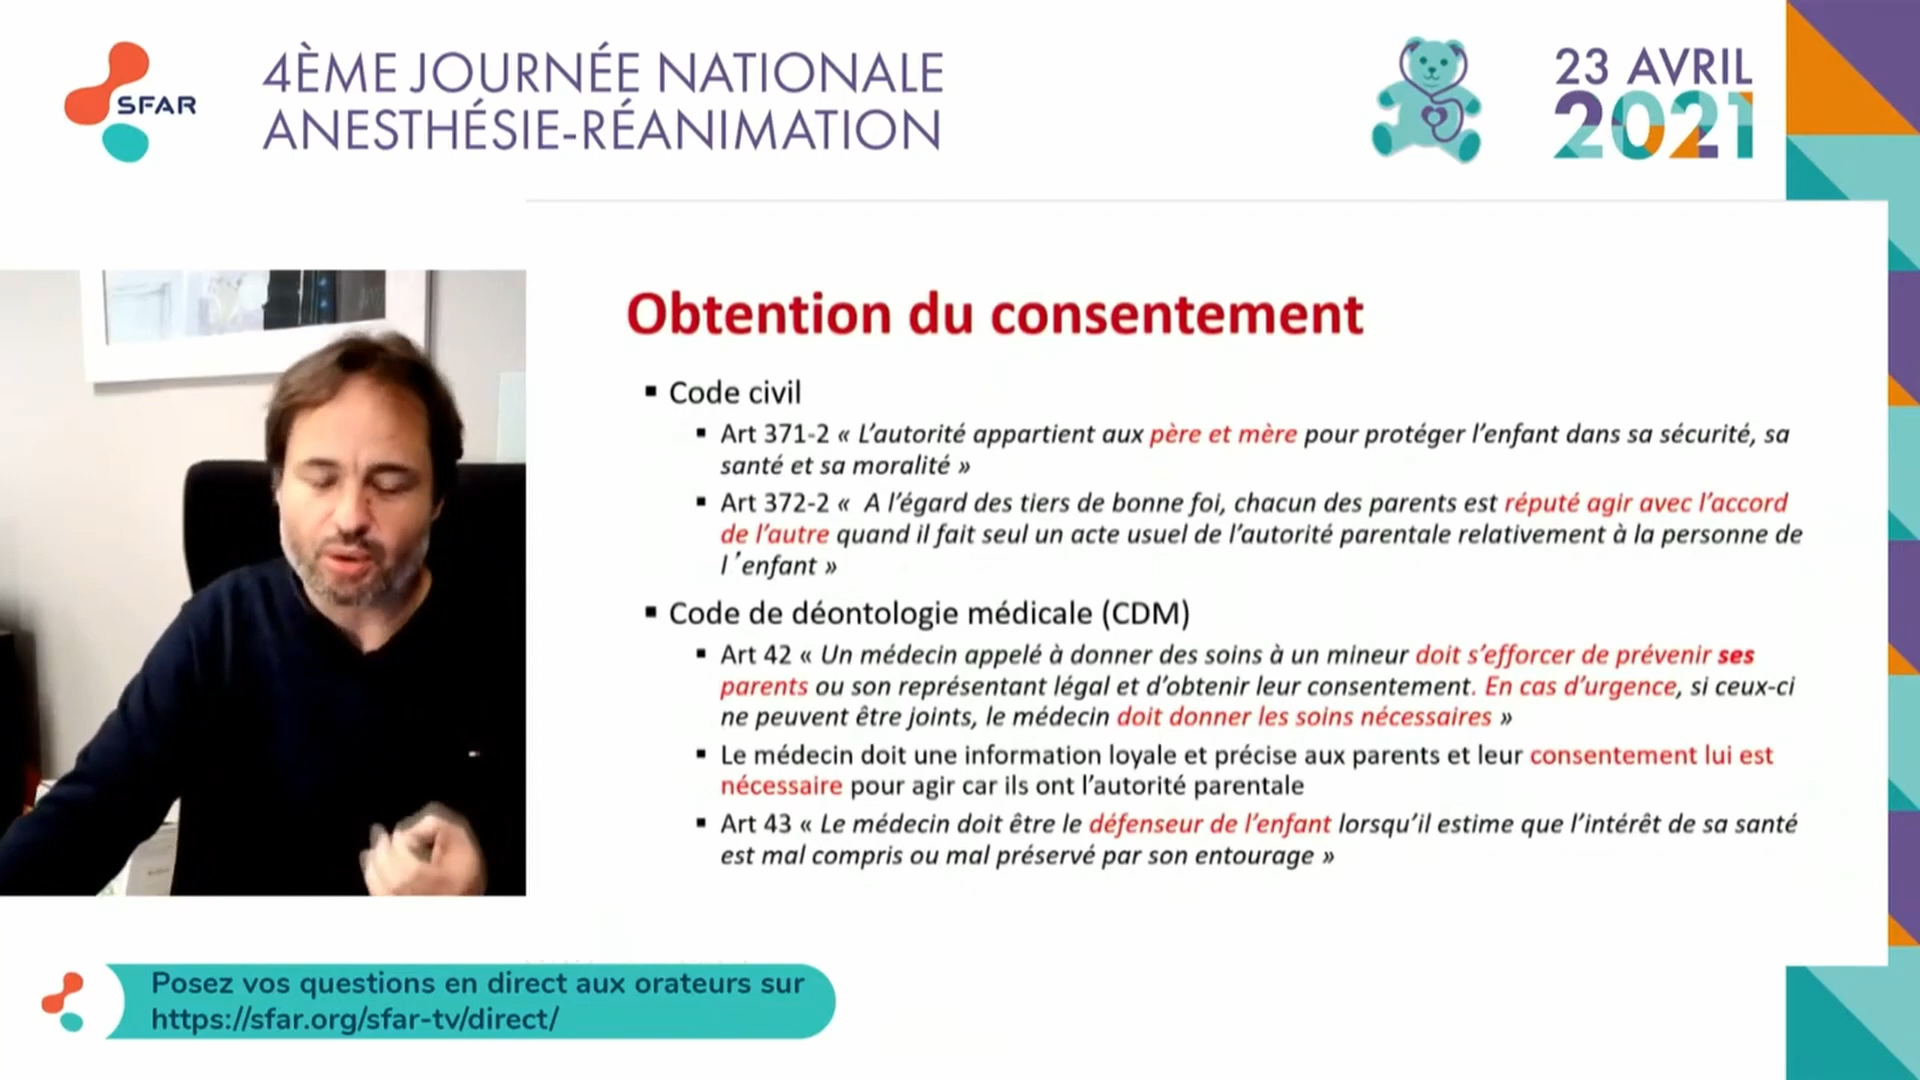 SFAR
4ÈME JOURNÉE NATIONALE
ANESTHÉSIE-RÉANIMATION
23 AVRIL
2021
Obtention du consentement
▪ Code civil
▪ Art 371-2 « L’autorité appartient aux père et mère pour protéger l’enfant dans sa sécurité, sa
santé et sa moralité »
▪ Art 372-2 « A l’égard des tiers de bonne foi, chacun des parents est réputé agir avec l’accord
de l’autre quand il fait seul un acte usuel de l’autorité parentale relativement à la personne de
l’enfant »
▪ Code de déontologie médicale (CDM)
▪ Art 42 « Un médecin appelé à donner des soins à un mineur doit s’efforcer de prévenir ses
parents ou son représentant légal et d’obtenir leur consentement. En cas d’urgence, si ceux-ci
ne peuvent être joints, le médecin doit donner les soins nécessaires »
▪ Le médecin doit une information loyale et précise aux parents et leur consentement lui est
nécessaire pour agir car ils ont l’autorité parentale
▪ Art 43 « Le médecin doit être le défenseur de l’enfant lorsqu’il estime que l’intérêt de sa santé
est mal compris ou mal préservé par son entourage »
Posez vos questions en direct aux orateurs sur
https://sfar.org/sfar-tv/direct/